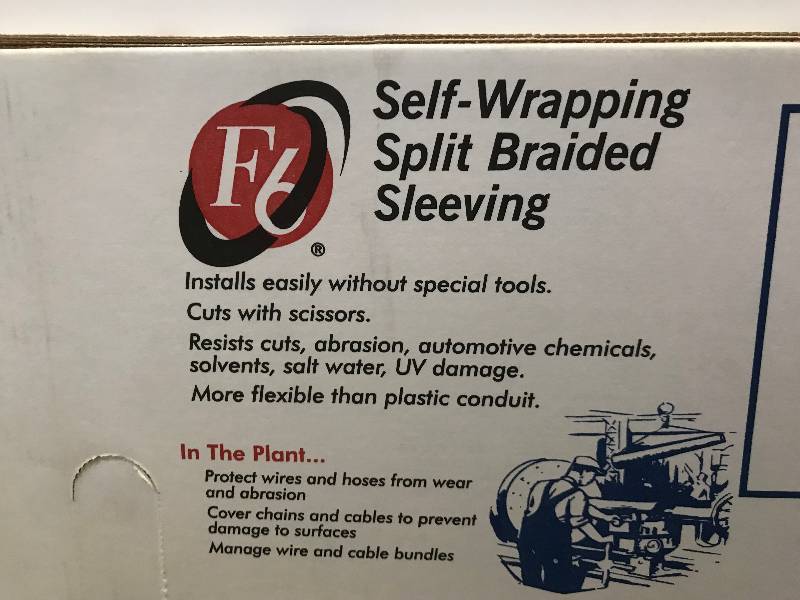 F6®
Self-Wrapping
Split Braided
Sleeving
Installs easily without special tools.
Cuts with scissors.
Resists cuts, abrasion, automotive chemicals,
solvents, salt water, UV damage.
More flexible than plastic conduit.
In The Plant...
Protect wires and hoses from wear
and abrasion
Cover chains and cables to prevent
damage to surfaces
Manage wire and cable bundles